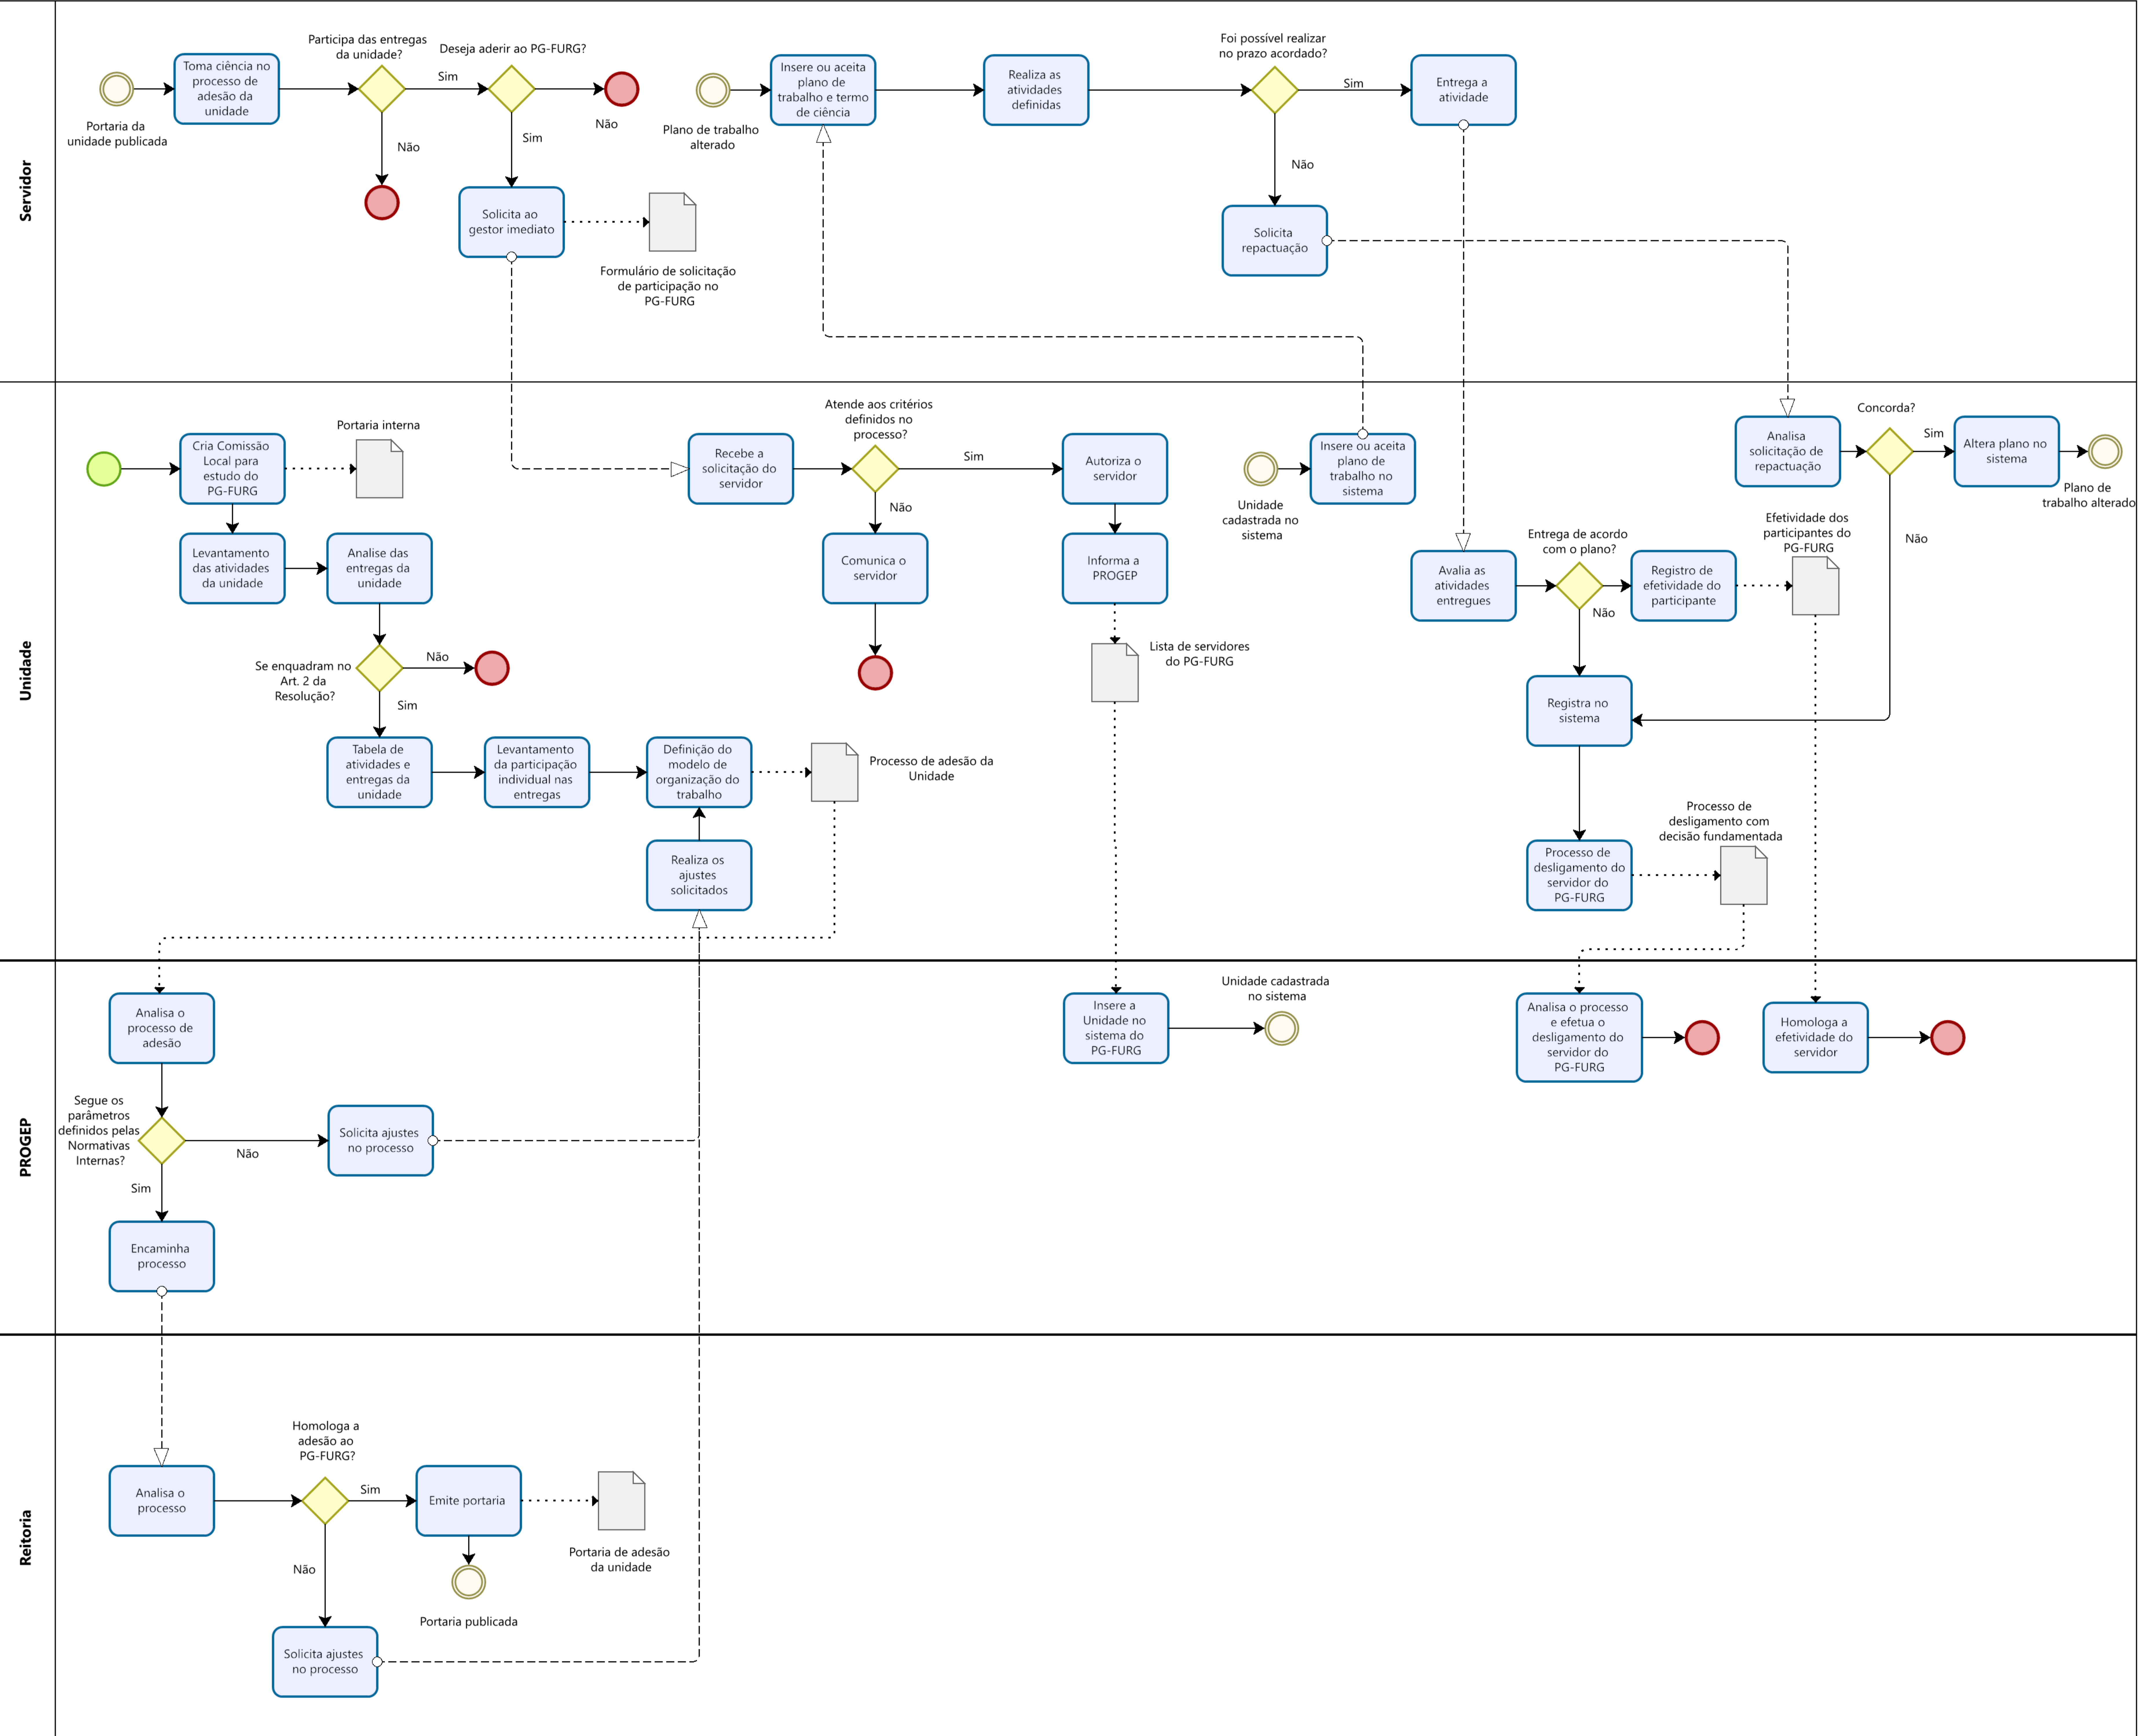 Servidor
Portaria da
unidade publicada
Toma ciência no
processo de
adesão da
unidade
Participa das entregas
da unidade?
Sim
Não
Deseja aderir ao PG-FURG?
Não
Sim
Solicita ao
gestor imediato
Formulário de solicitação
de participação no
PG-FURG
Plano de trabalho
alterado
Insere ou aceita
plano de
trabalho e termo
de ciência
Realiza as
atividades
definidas
Foi possível realizar
no prazo acordado?
Sim
Não
Entrega a
atividade
Solicita
repactuação
Unidade
Cria Comissão
Local para
estudo do
PG-FURG
Portaria interna
Levantamento
das atividades
da unidade
Analise das
entregas da
unidade
Se enquadram no
Art. 2 da
Resolução?
Não
Sim
Tabela de
atividades e
entregas da
unidade
Levantamento
da participação
individual nas
entregas
Definição do
modelo de
organização do
trabalho
Processo de adesão da
Unidade
Realiza os
ajustes
solicitados
Recebe a
solicitação do
servidor
Atende aos critérios
definidos no
processo?
Sim
Não
Comunica o
servidor
Autoriza o
servidor
Informa a
PROGEP
Lista de servidores
do PG-FURG
Unidade
cadastrada no
sistema
Insere ou aceita
plano de
trabalho no
sistema
Avalia as
atividades
entregues
Entrega de acordo
com o plano?
Não
Registro de
efetividade do
participante
Efetividade dos
participantes do
PG-FURG
Analisa
solicitação de
repactuação
Concorda?
Sim
Não
Altera plano no
sistema
Plano de
trabalho alterado
Registra no
sistema
Processo de
desligamento do
servidor do
PG-FURG
Processo de
desligamento com
decisão fundamentada
PROGEP
Analisa o
processo de
adesão
Segue os
parâmetros
definidos pelas
Normativas
Internas?
Não
Sim
Solicita ajustes
no processo
Encaminha
processo
Insere a
Unidade no
sistema do
PG-FURG
Unidade cadastrada
no sistema
Analisa o processo
e efetua o
desligamento do
servidor do
PG-FURG
Homologa a
efetividade do
servidor
Reitoria
Analisa o
processo
Homologa a
adesão ao
PG-FURG?
Sim
Não
Emite portaria
Portaria de adesão
da unidade
Portaria publicada
Solicita ajustes
no processo